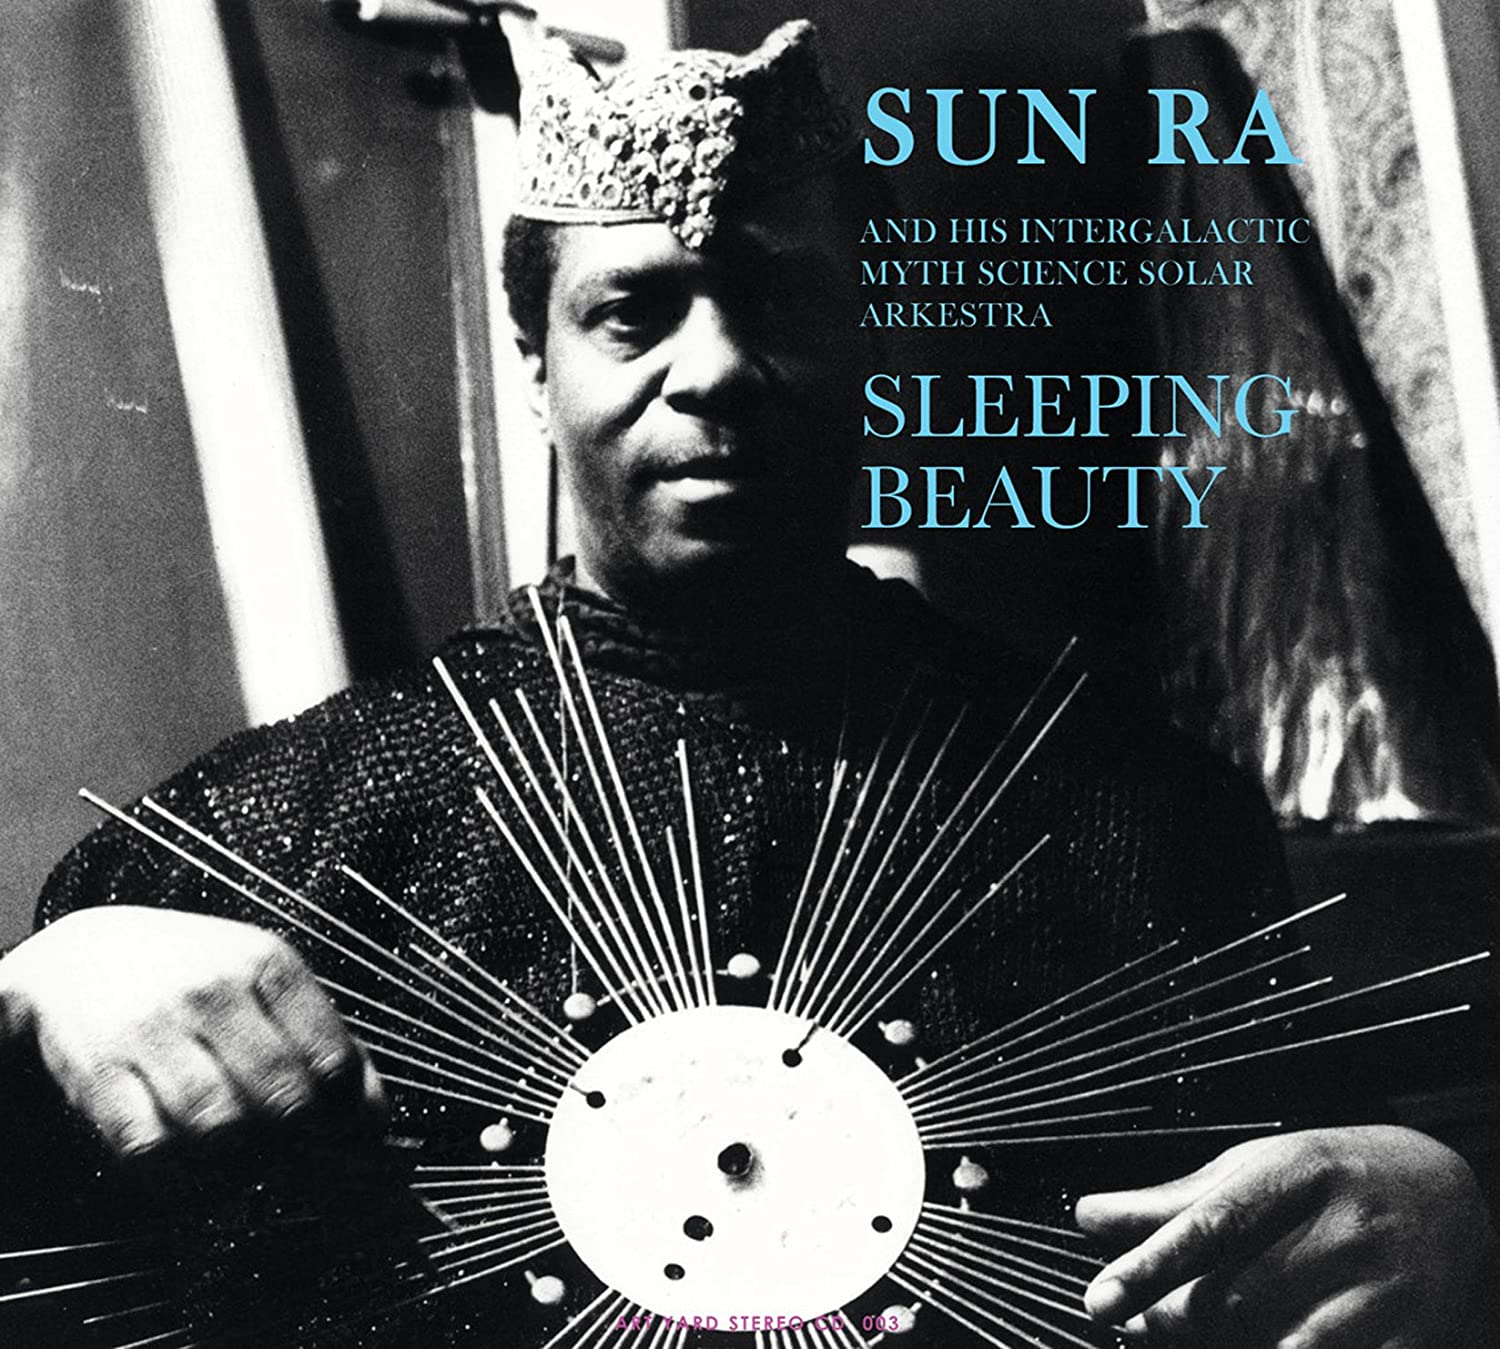 SUN RA
AND HIS INTERGALACTIC
MYTH SCIENCE SOLAR
ARKESTRA
SLEEPING
BEAUTY
ART YARD STEREO CD 003